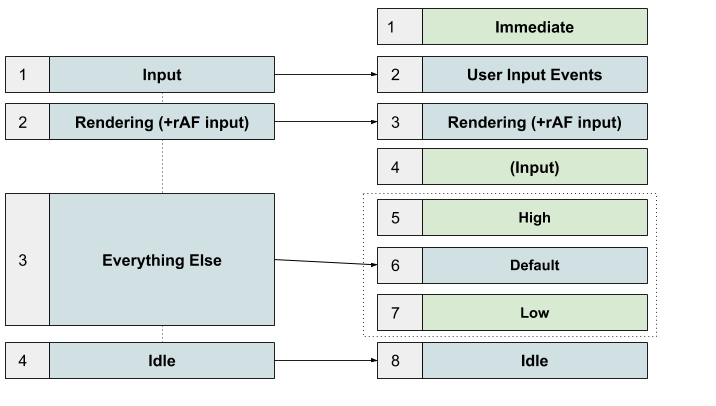 1 Immediate
1 Input
2 User Input Events
2 Rendering (+rAF input)
3 Rendering (+rAF input)
4 (Input)
5 High
3 Everything Else
6 Default
7 Low
4 Idle
8 Idle